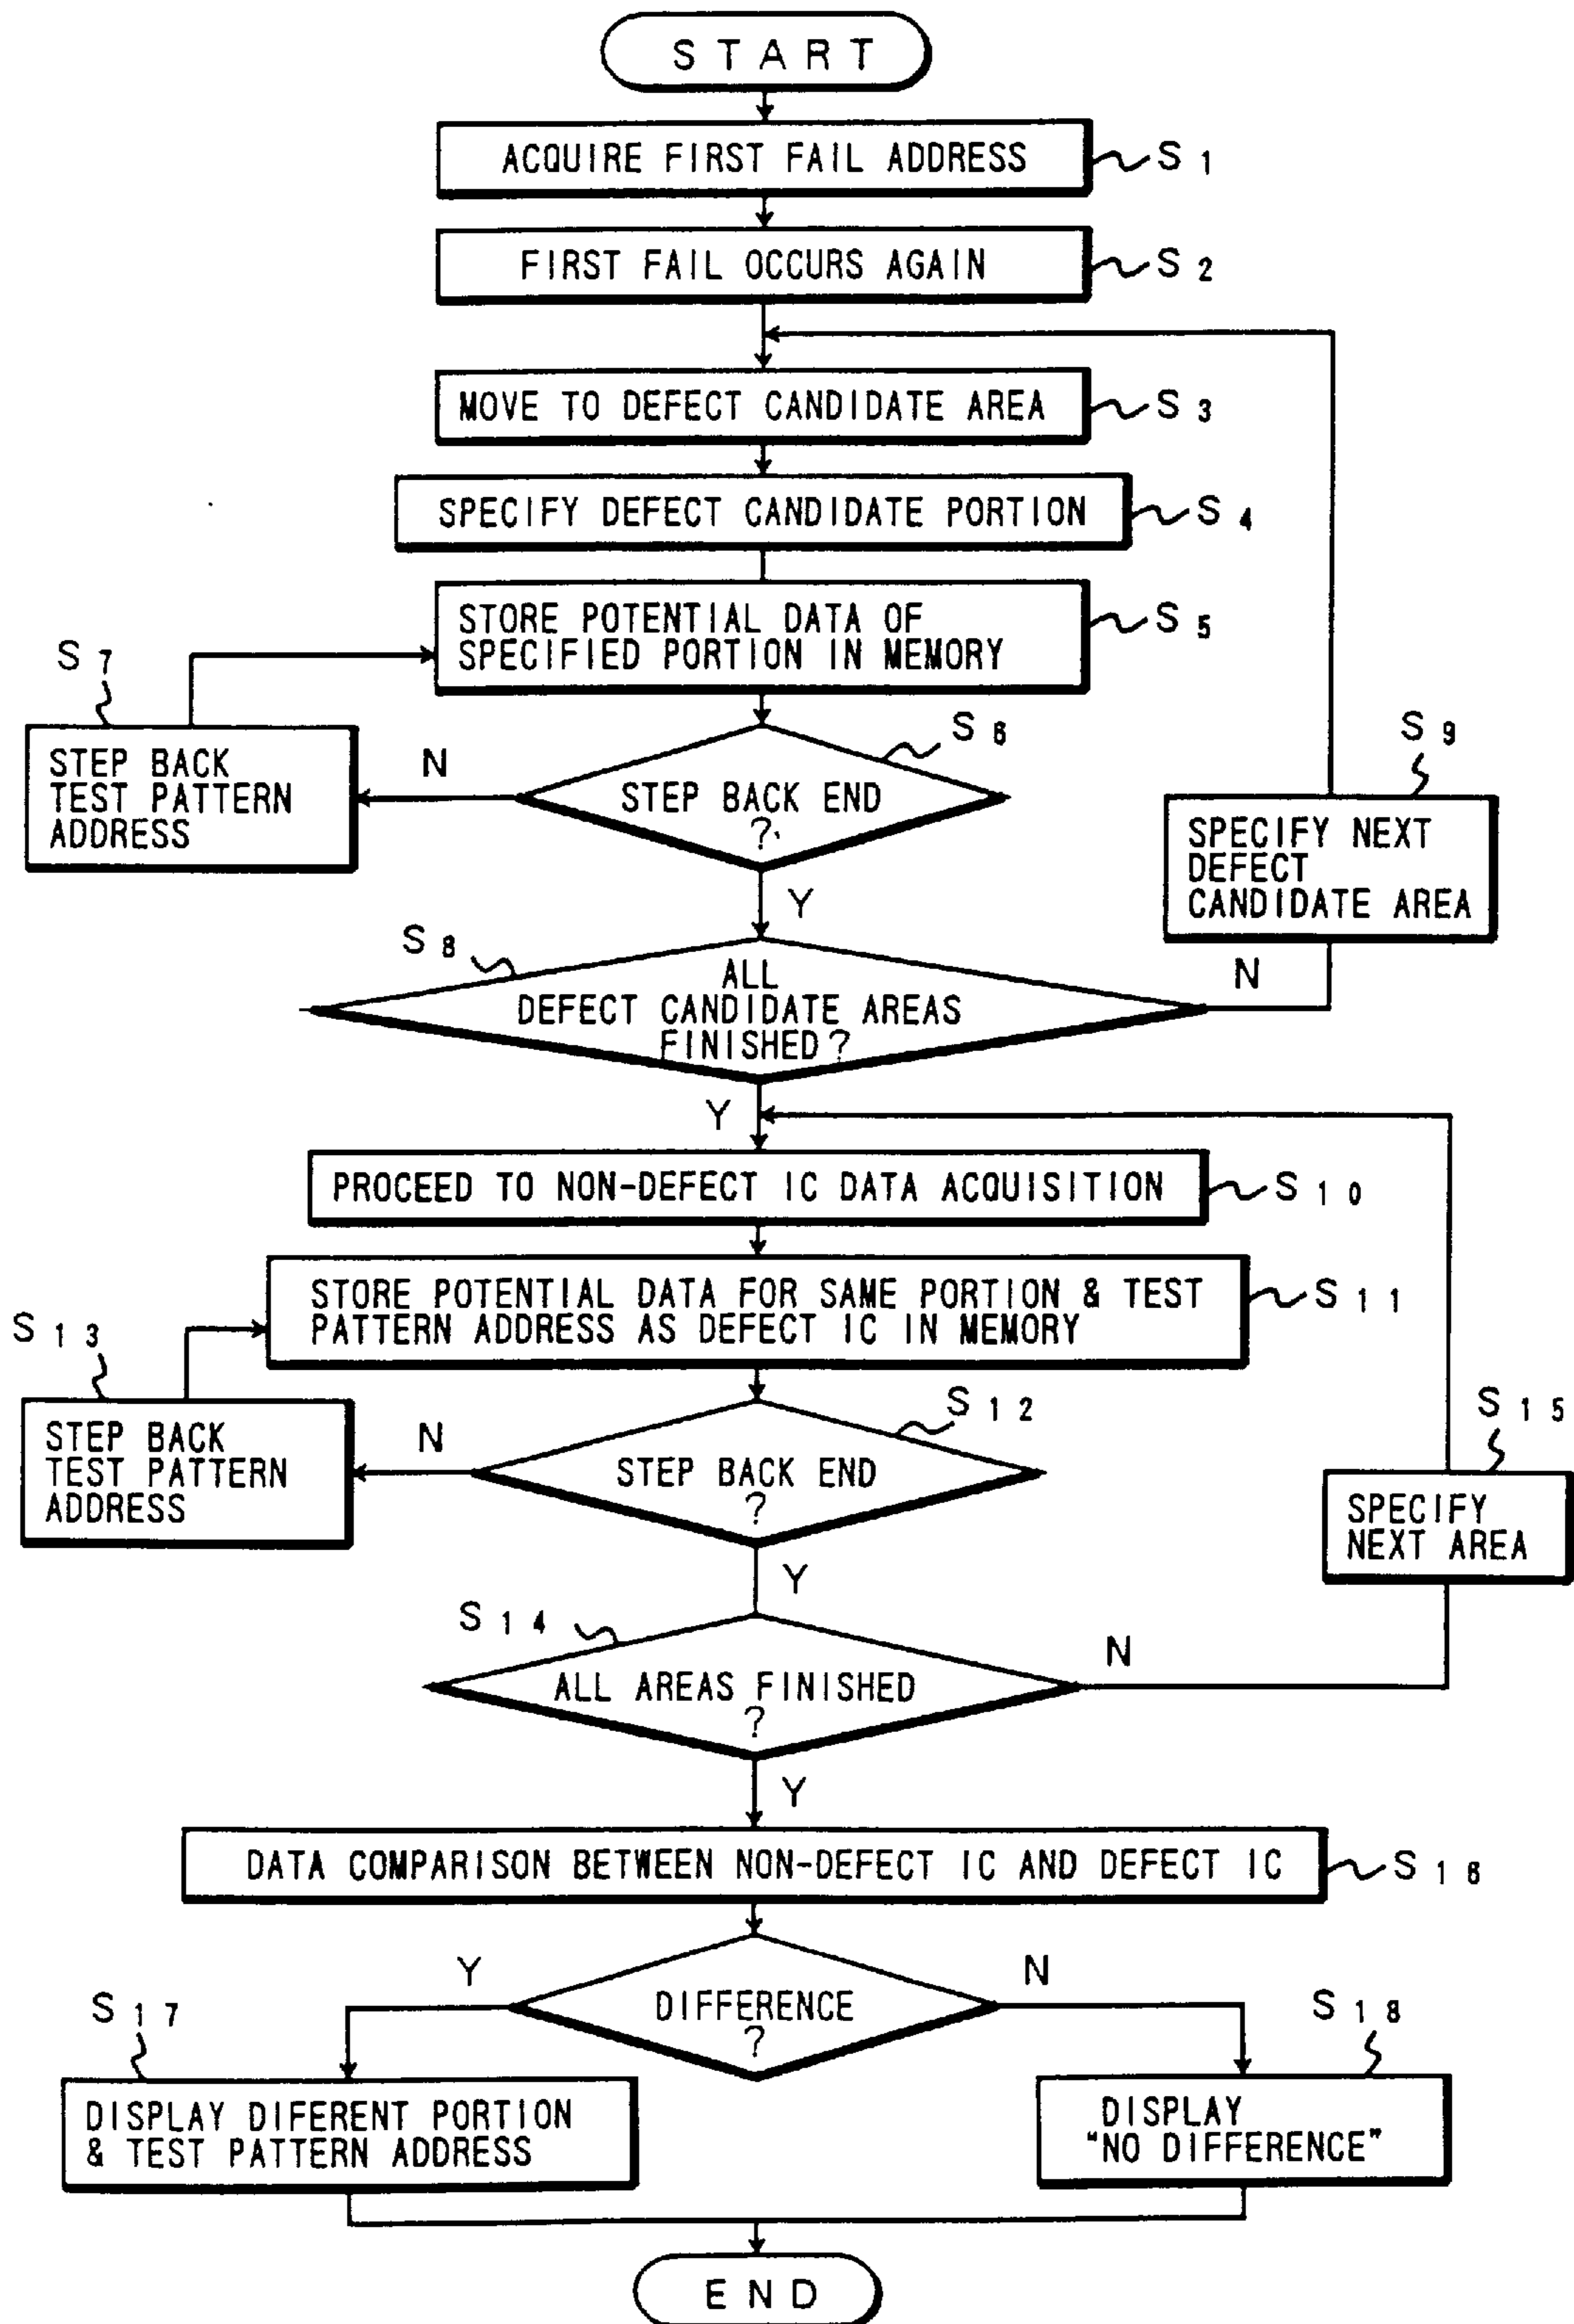 START
ACQUIRE FIRST FAIL ADDRESS
S1
FIRST FAIL OCCURS AGAIN
S2
MOVE TO DEFECT CANDIDATE AREA
S3
SPECIFY DEFECT CANDIDATE PORTION
S4
STORE POTENTIAL DATA OF
SPECIFIED PORTION IN MEMORY
S5
S7
STEP BACK
TEST PATTERN
ADDRESS
N
STEP BACK END
?
S6
S9
SPECIFY NEXT
DEFECT
CANDIDATE AREA
Y
S8
ALL
DEFECT CANDIDATE AREAS
FINISHED?
N
Y
PROCEED TO NON-DEFECT IC DATA ACQUISITION
S10
STORE POTENTIAL DATA FOR SAME PORTION & TEST
PATTERN ADDRESS AS DEFECT IC IN MEMORY
S11
S13
STEP BACK
TEST PATTERN
ADDRESS
N
STEP BACK END
?
S12
S15
SPECIFY
NEXT AREA
Y
S14
ALL AREAS FINISHED
?
N
Y
DATA COMPARISON BETWEEN NON-DEFECT IC AND DEFECT IC
S16
Y
DIFFERENCE
?
N
S17
DISPLAY DIFERENT PORTION
& TEST PATTERN ADDRESS
S18
DISPLAY
"NO DIFFERENCE"
END